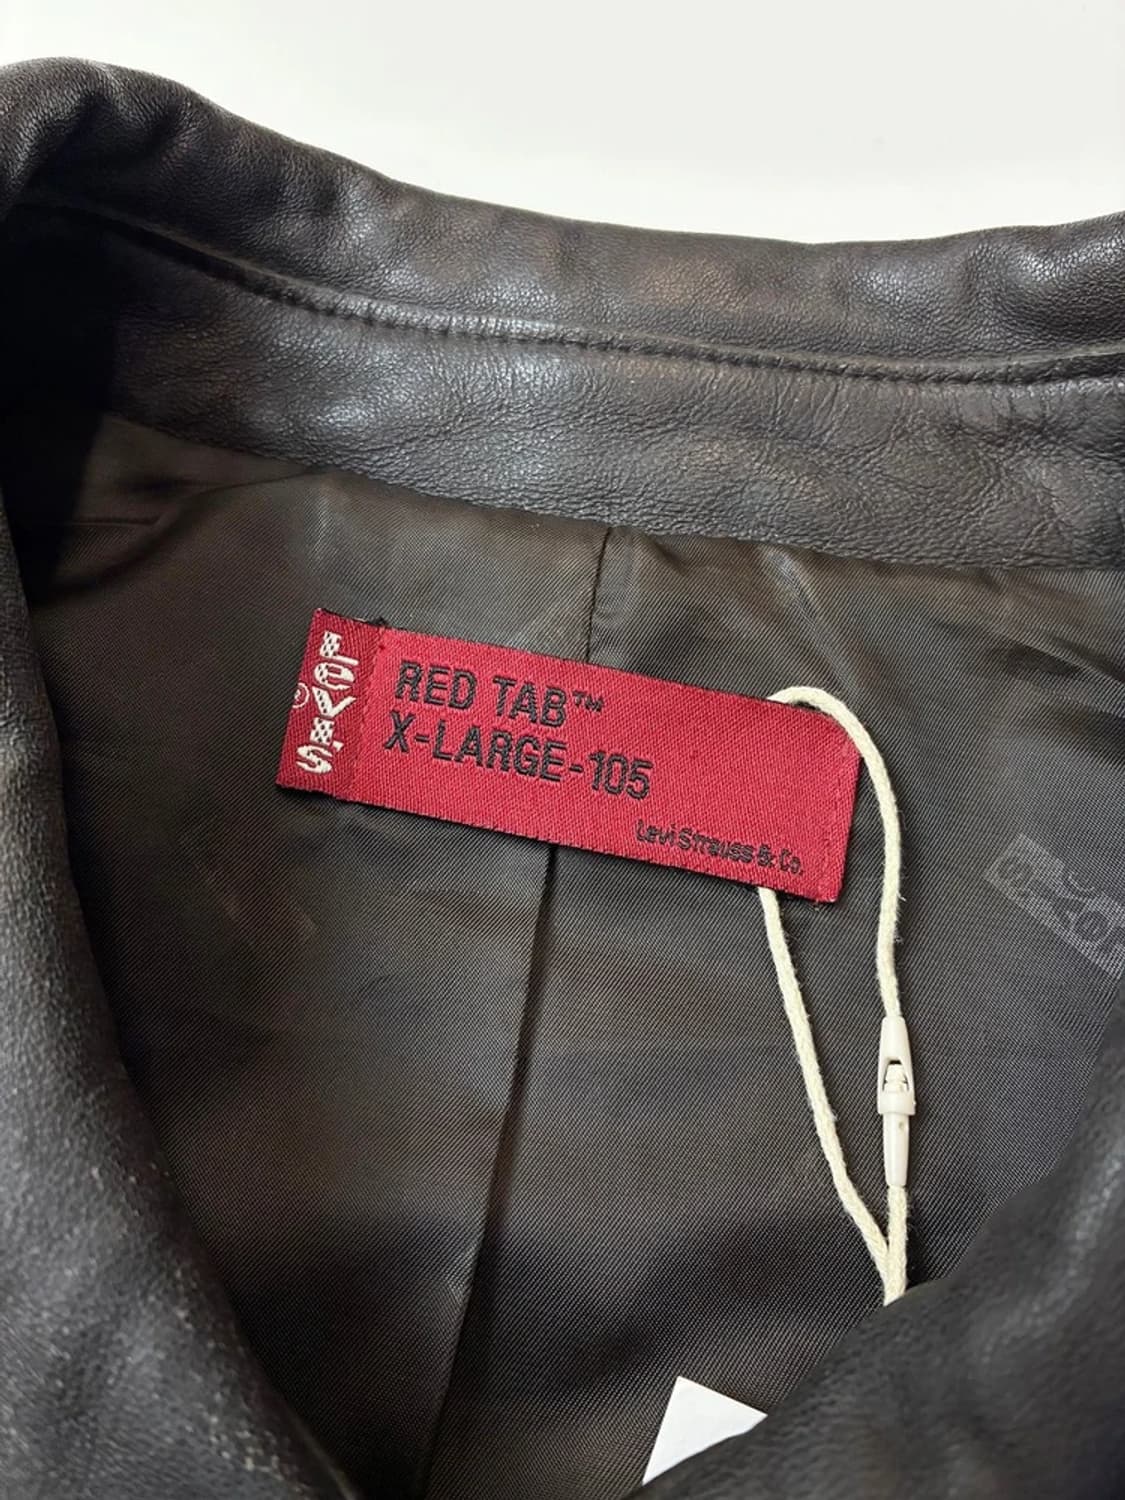 LEVI'S
®
RED TAB™
X-LARGE-105
Levi Strauss & Co.